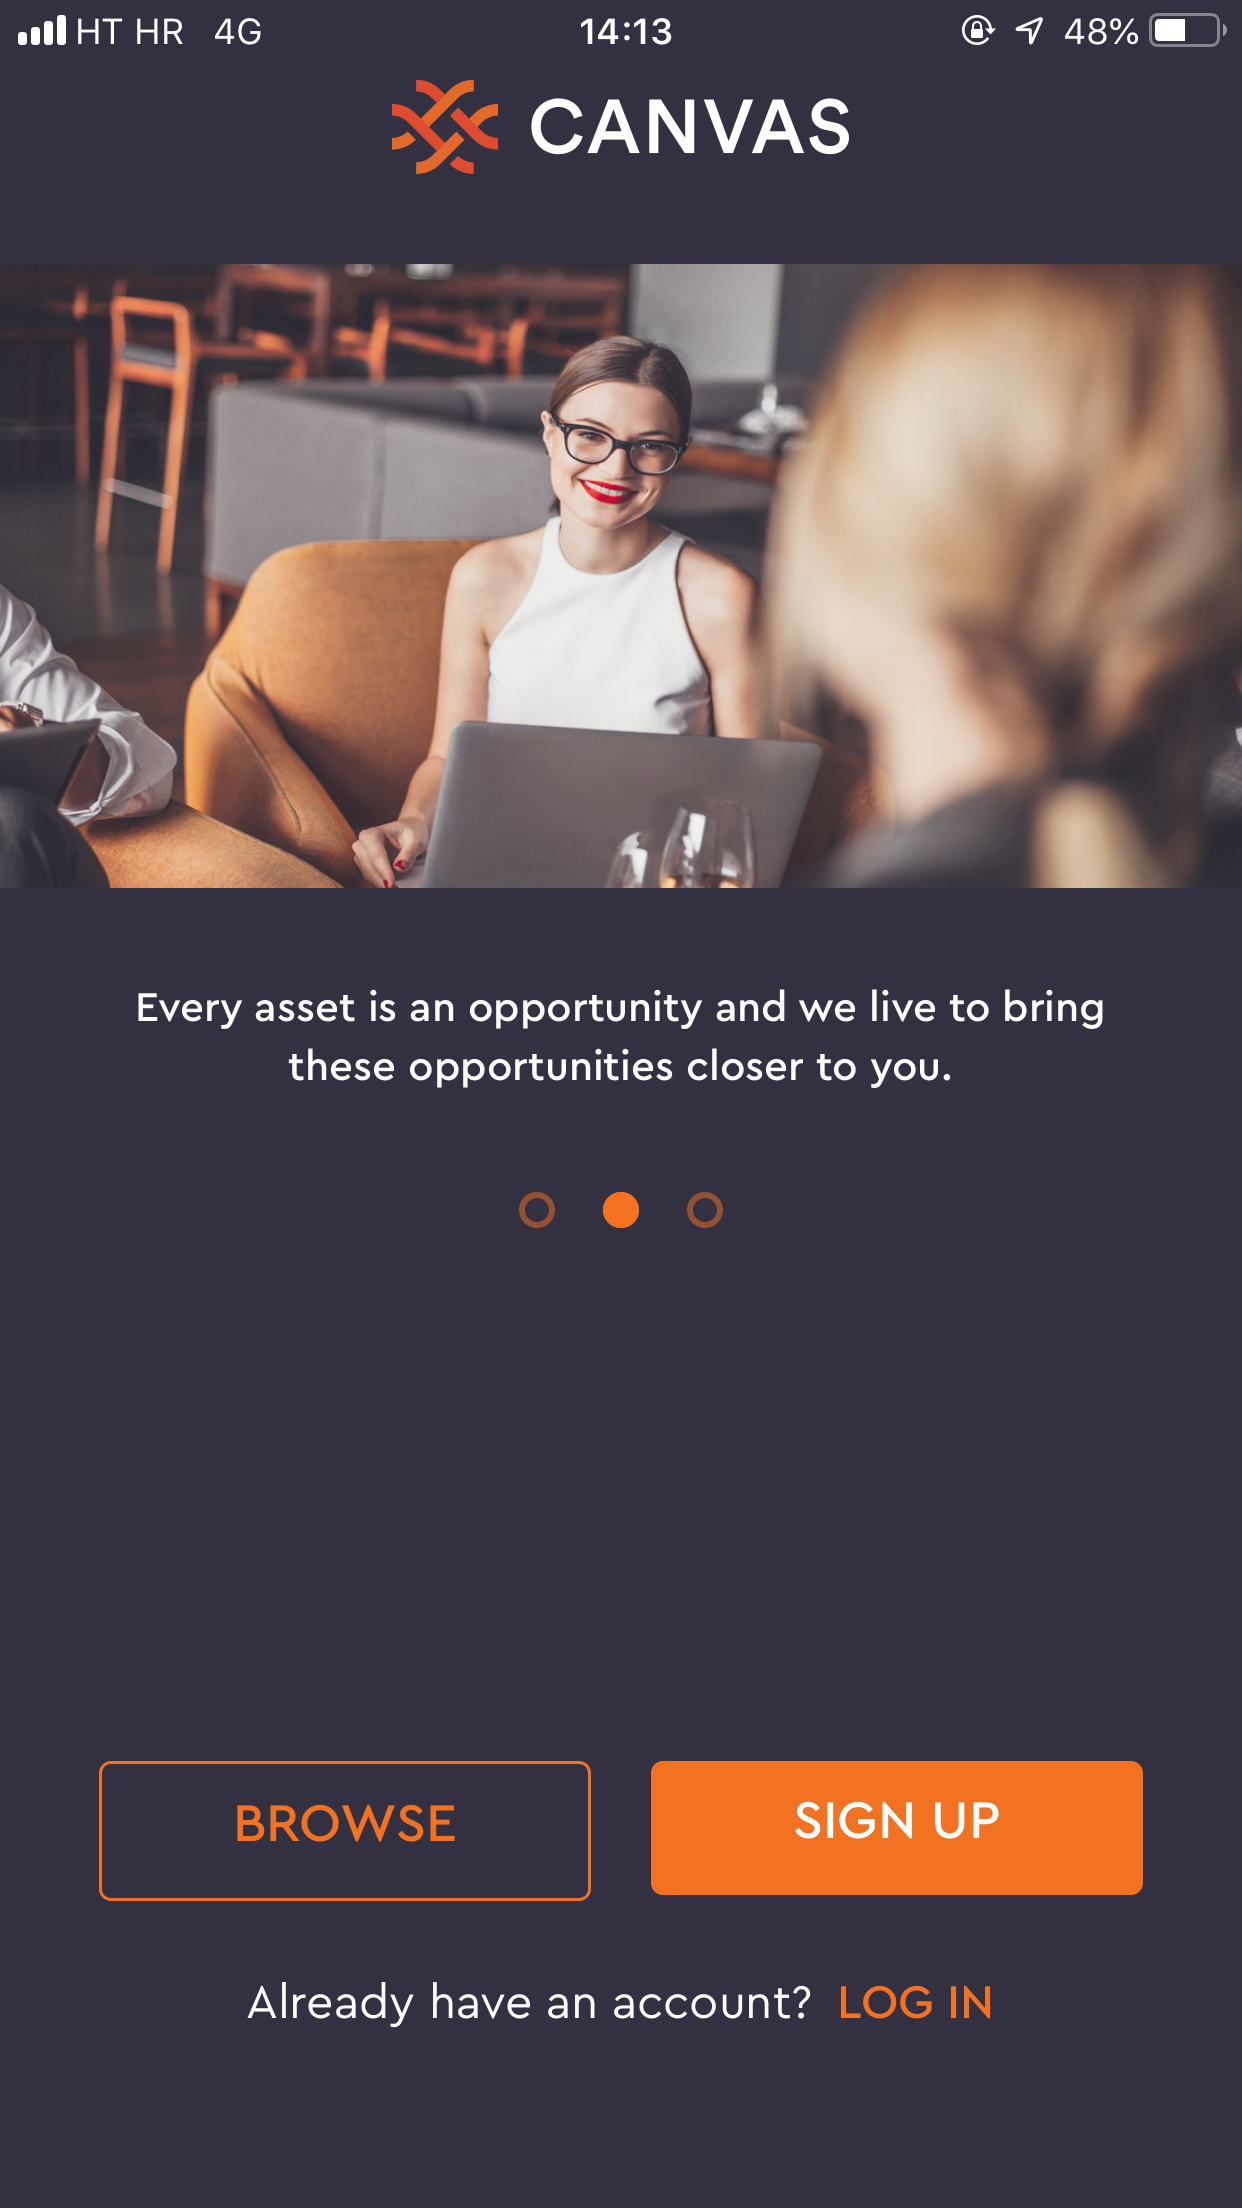 HT HR 4G 14:13 48%
CANVAS
Every asset is an opportunity and we live to bring
these opportunities closer to you.
BROWSE SIGN UP
Already have an account? LOG IN